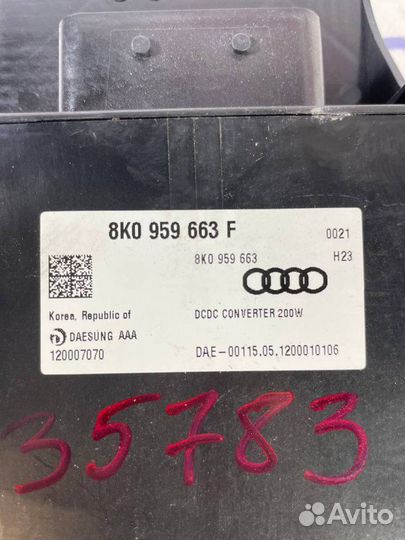 8K0 959 663 F
0021
8K0 959 663
H23
Korea, Republic of
DCDC CONVERTER 200W
DAESUNG AAA
120007070
DAE-00115.05.1200010106
35783
Avito